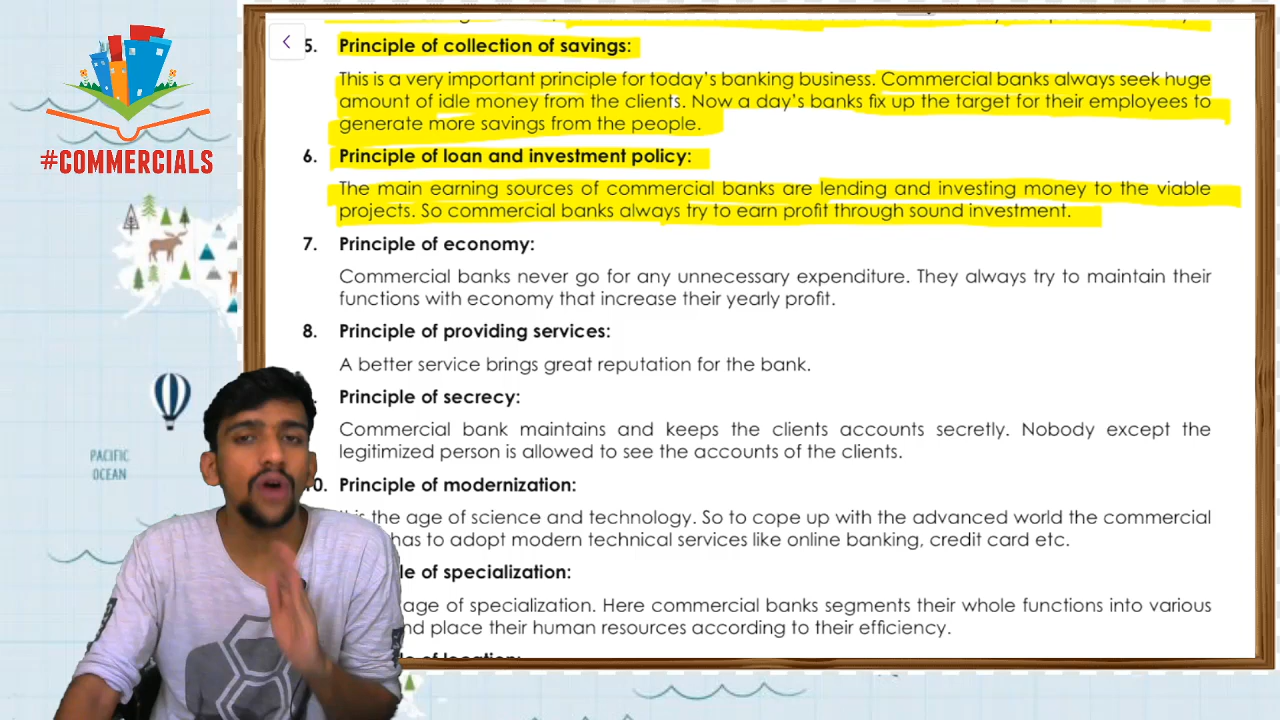 #COMMERCIALS
5. Principle of collection of savings:
This is a very important principle for today's banking business. Commercial banks always seek huge
amount of idle money from the clients. Now a day's banks fix up the target for their employees to
generate more savings from the people.
6. Principle of loan and investment policy:
The main earning sources of commercial banks are lending and investing money to the viable
projects. So commercial banks always try to earn profit through sound investment.
7. Principle of economy:
Commercial banks never go for any unnecessary expenditure. They always try to maintain their
functions with economy that increase their yearly profit.
8. Principle of providing services:
A better service brings great reputation for the bank.
Principle of secrecy:
Commercial bank maintains and keeps the clients accounts secretly. Nobody except the
legitimized person is allowed to see the accounts of the clients.
10. Principle of modernization:
is the age of science and technology. So to cope up with the advanced world the commercial
has to adopt modern technical services like online banking, credit card etc.
of specialization:
age of specialization. Here commercial banks segments their whole functions into various
place their human resources according to their efficiency.
of location:
PACIFIC
OCEAN